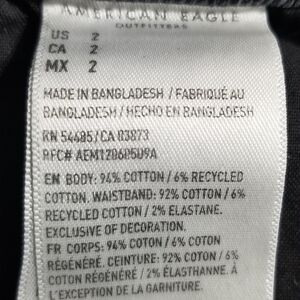 AMERICAN EAGLE
OUTFITTERS
US 2
CA 2
MX 2
MADE IN BANGLADESH / FABRIQUÉ AU
BANGLADESH / HECHO EN BANGLADESH
RN 54485 / CA 03873
RFC# AEM120605U9A
EN BODY: 94% COTTON / 6% RECYCLED
COTTON. WAISTBAND: 92% COTTON / 6%
RECYCLED COTTON / 2% ELASTANE.
EXCLUSIVE OF DECORATION.
FR CORPS: 94% COTON / 6% COTON
RÉGÉNÉRÉ. CEINTURE: 92% COTON / 6%
COTON RÉGÉNÉRÉ / 2% ÉLASTHANNE. À
L'EXCEPTION DE LA GARNITURE.